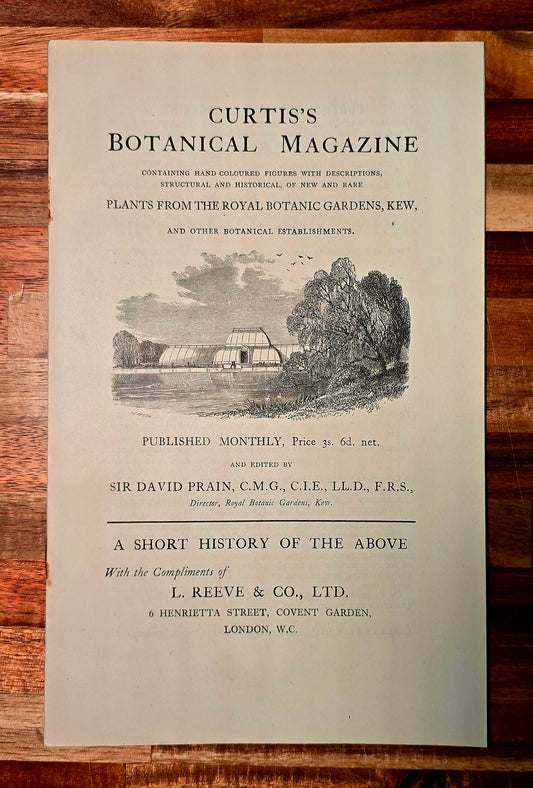 CURTIS'S
BOTANICAL MAGAZINE
CONTAINING HAND COLOURED FIGURES WITH DESCRIPTIONS,
STRUCTURAL AND HISTORICAL, OF NEW AND RARE
PLANTS FROM THE ROYAL BOTANIC GARDENS, KEW,
AND OTHER BOTANICAL ESTABLISHMENTS.
PUBLISHED MONTHLY, Price 3s. 6d. net.
AND EDITED BY
SIR DAVID PRAIN, C.M.G., C.I.E., LL.D., F.R.S.,
Director, Royal Botanic Gardens, Kew.
A SHORT HISTORY OF THE ABOVE
With the Compliments of
L. REEVE & CO., LTD.
6 HENRIETTA STREET, COVENT GARDEN,
LONDON, W.C.